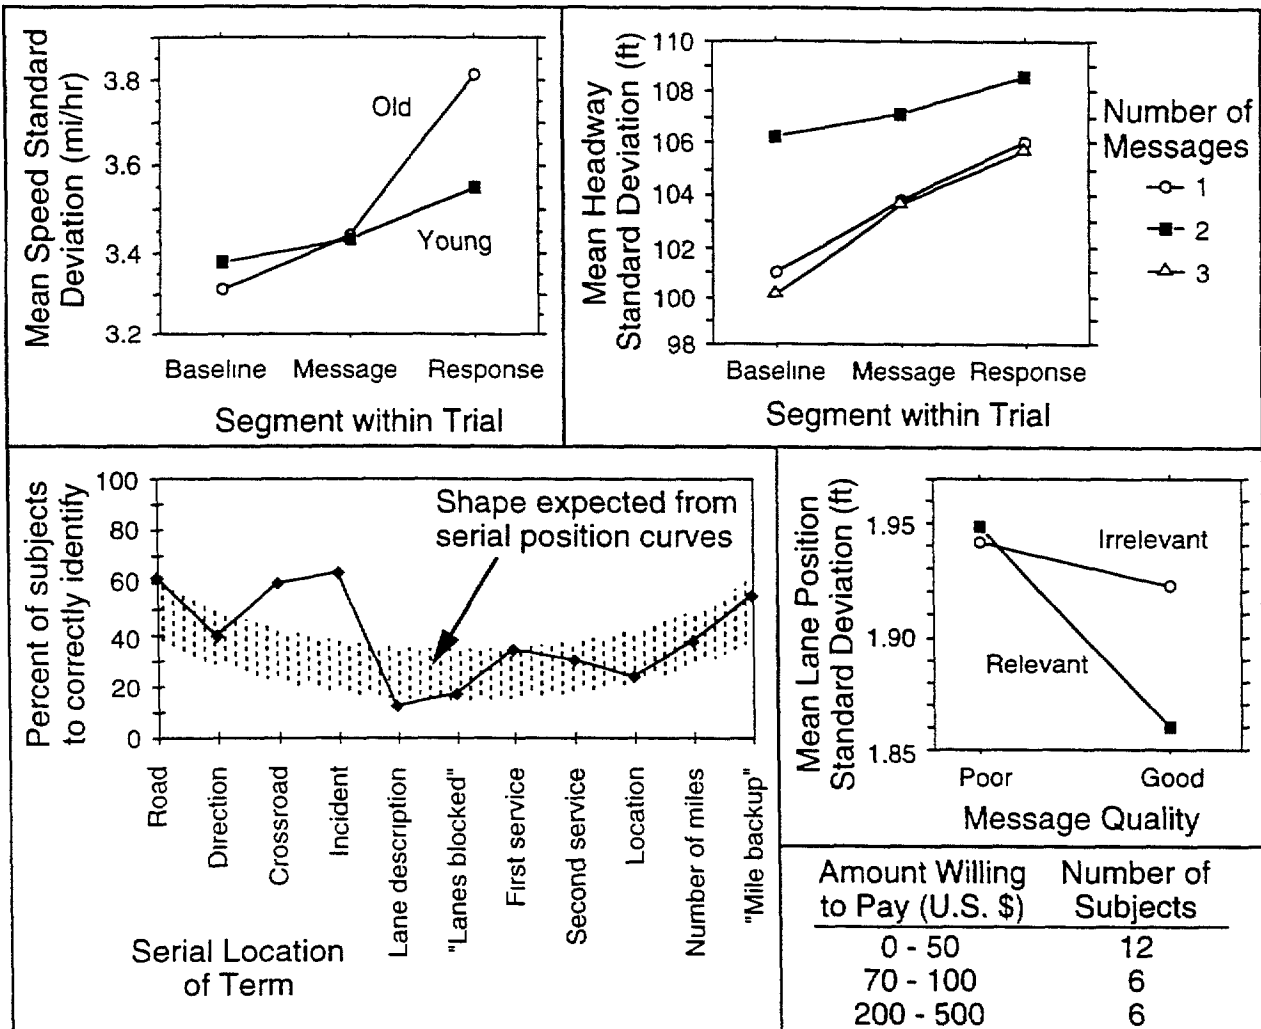 Mean Speed Standard
Deviation (mi/hr)
3.8
3.6
3.4
3.2
Old
Young
Baseline Message Response
Segment within Trial
Mean Headway
Standard Deviation (ft)
110
108
106
104
102
100
98
Baseline Message Response
Segment within Trial
Number of
Messages
1
2
3
Percent of subjects
to correctly identify
100
80
60
40
20
0
Shape expected from
serial position curves
Road
Direction
Crossroad
Incident
Lane description
"Lanes blocked"
First service
Second service
Location
Number of miles
"Mile backup"
Serial Location
of Term
Mean Lane Position
Standard Deviation (ft)
1.95
1.90
1.85
Irrelevant
Relevant
Poor Good
Message Quality
Amount Willing Number of
to Pay (U.S. $) Subjects
0 - 50 12
70 - 100 6
200 - 500 6